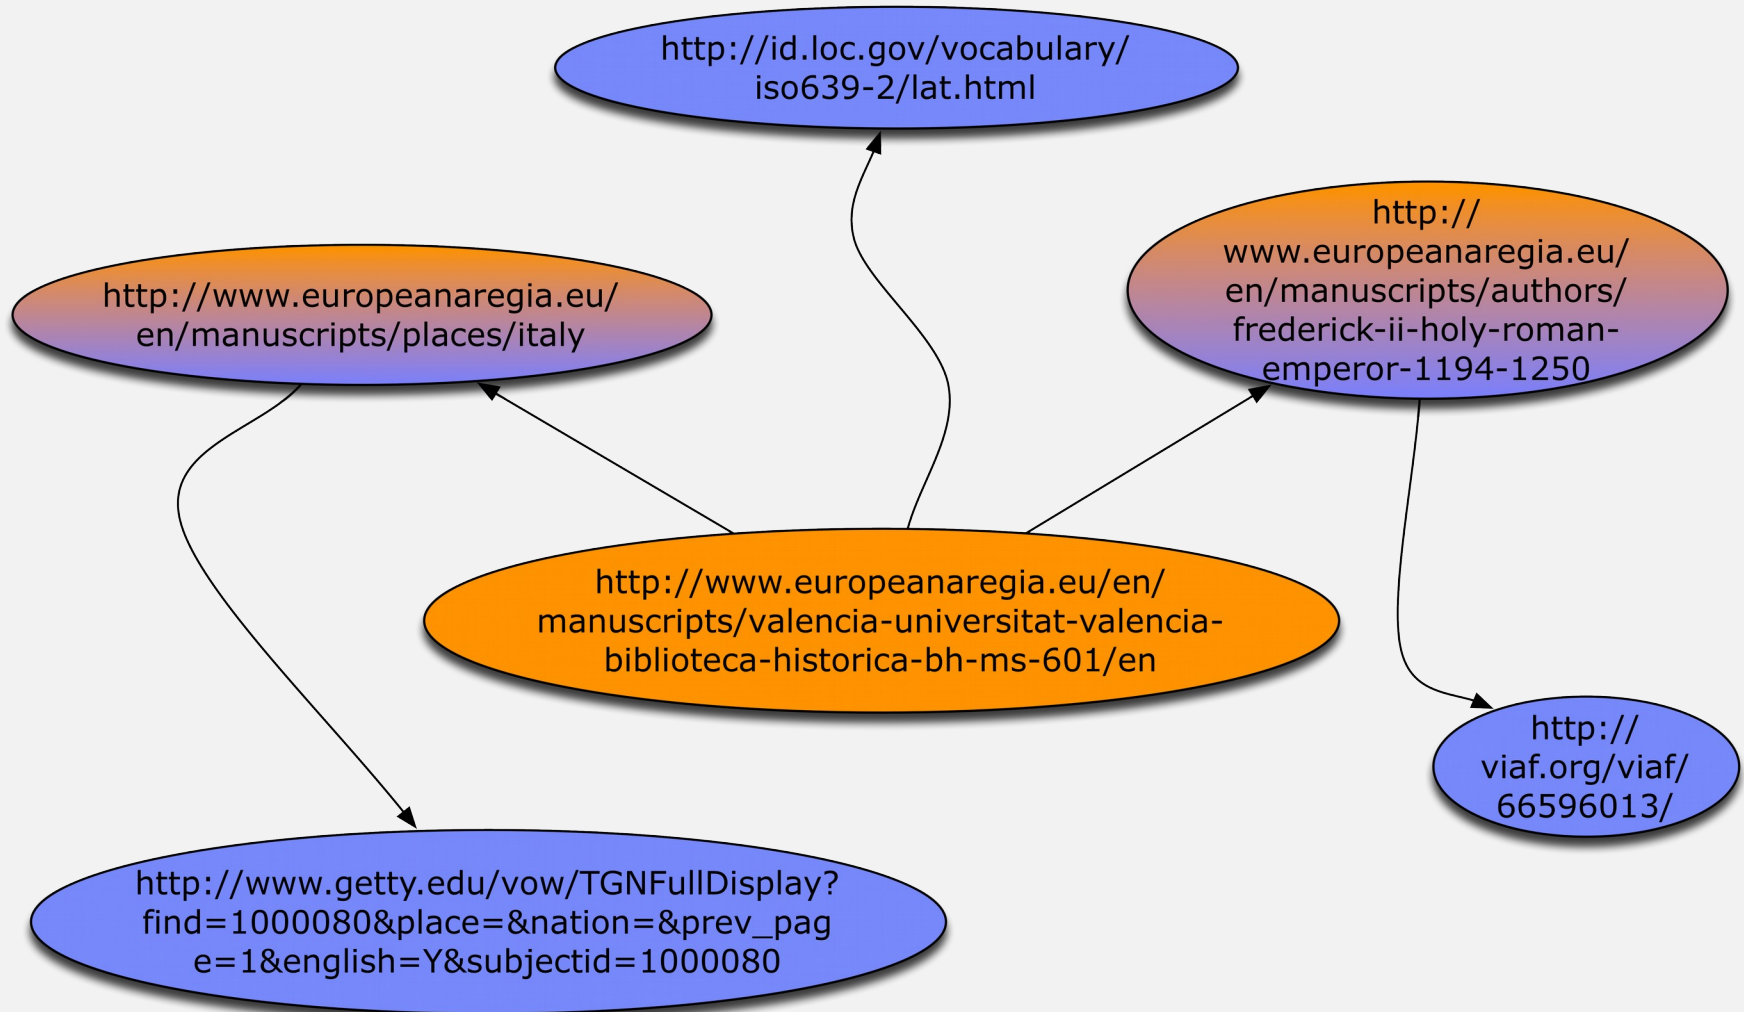 http://id.loc.gov/vocabulary/
iso639-2/lat.html
http://
www.europeanaregia.eu/
en/manuscripts/authors/
frederick-ii-holy-roman-
emperor-1194-1250
http://www.europeanaregia.eu/
en/manuscripts/places/italy
http://www.europeanaregia.eu/en/
manuscripts/valencia-universitat-valencia-
biblioteca-historica-bh-ms-601/en
http://
viaf.org/viaf/
66596013/
http://www.getty.edu/vow/TGNFullDisplay?
find=1000080&place=&nation=&prev_pag
e=1&english=Y&subjectid=1000080